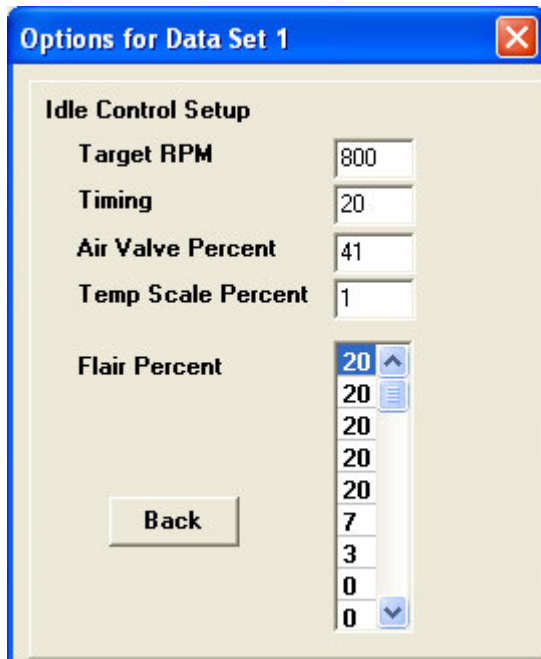 Options for Data Set 1
Idle Control Setup
Target RPM 800
Timing 20
Air Valve Percent 41
Temp Scale Percent 1
Flair Percent 20
20
20
20
20
7
3
0
0
Back